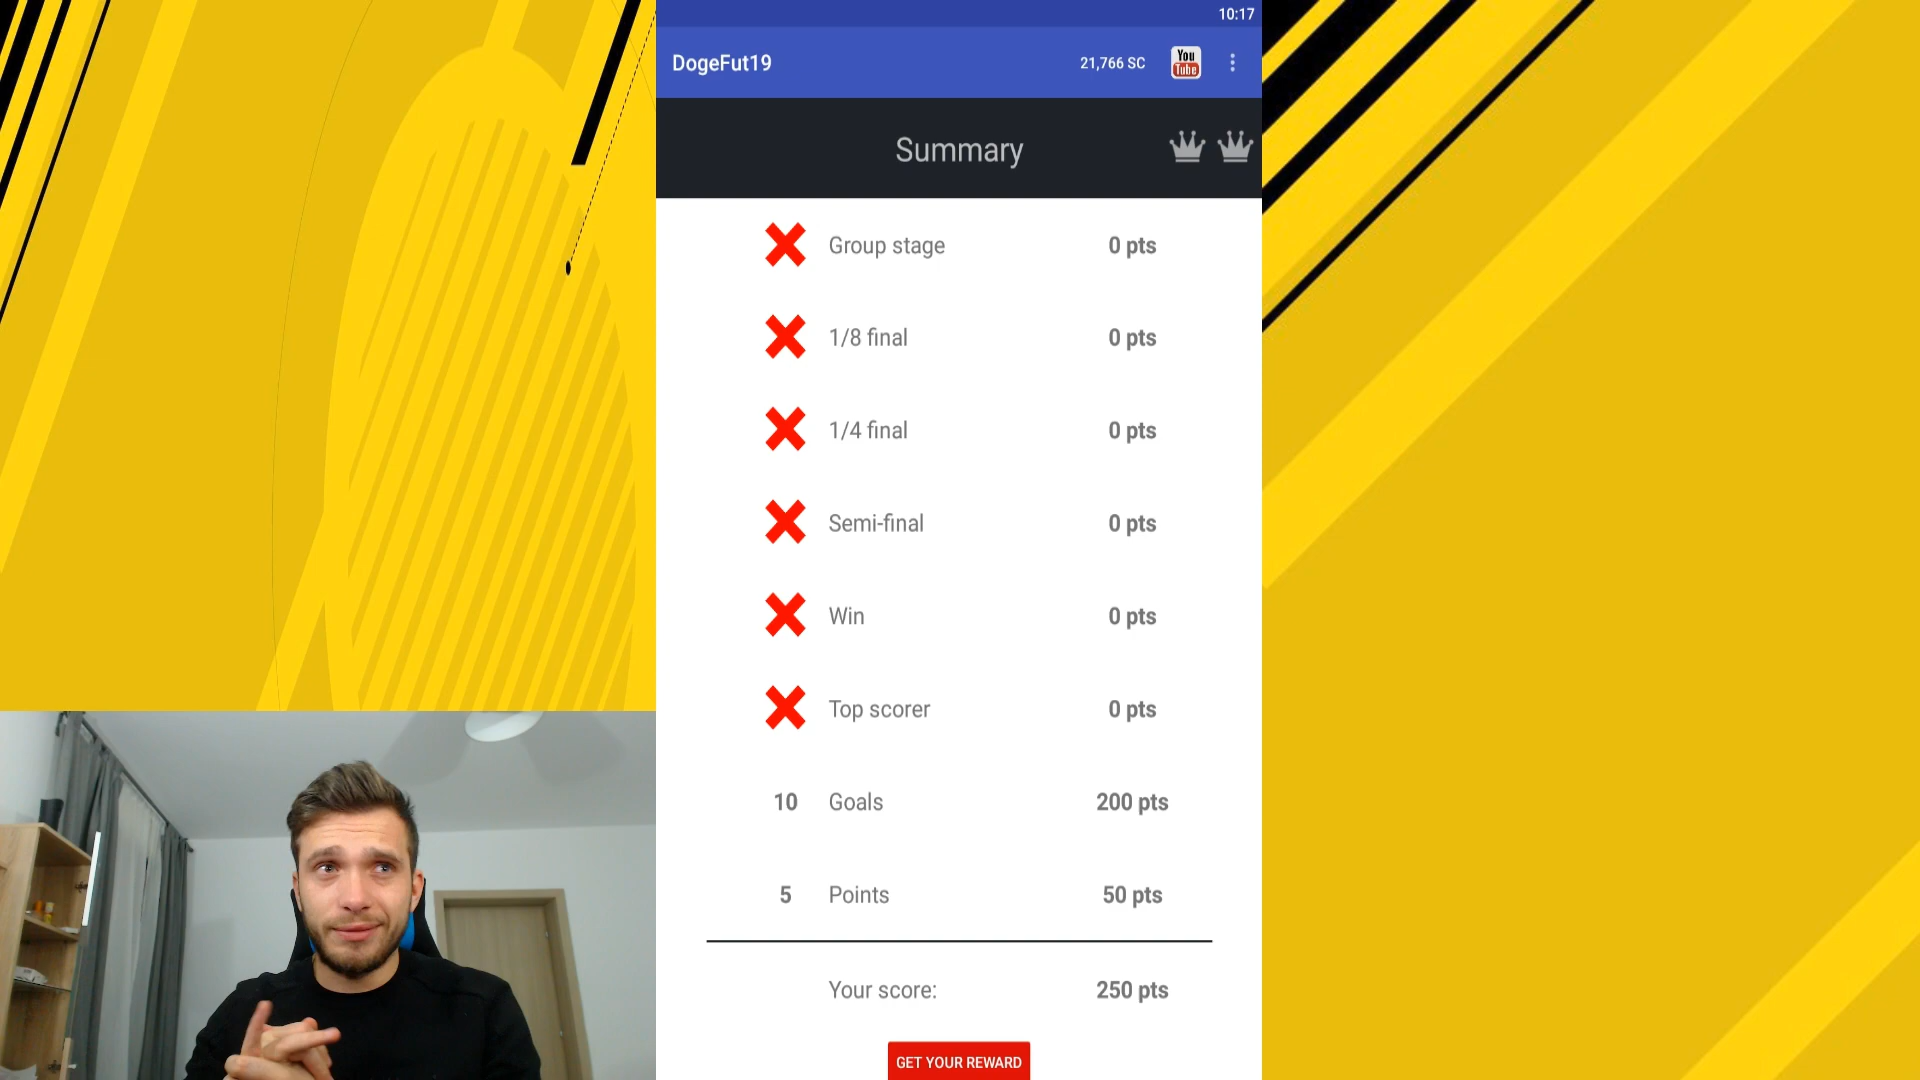 10:17
DogeFut19 21,766 SC You Tube
Summary
Group stage 0 pts
1/8 final 0 pts
1/4 final 0 pts
Semi-final 0 pts
Win 0 pts
Top scorer 0 pts
10 Goals 200 pts
5 Points 50 pts
Your score: 250 pts
GET YOUR REWARD